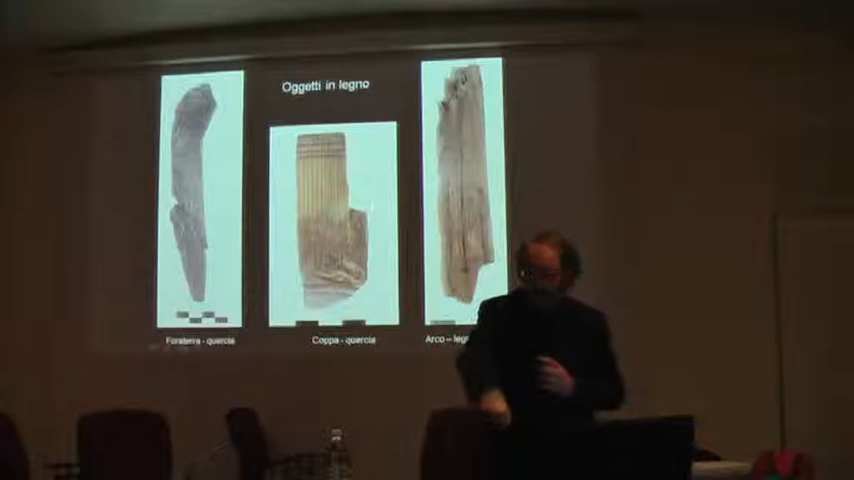 Oggetti in legno
Foraterra - quercia
Coppa - quercia
Arco –